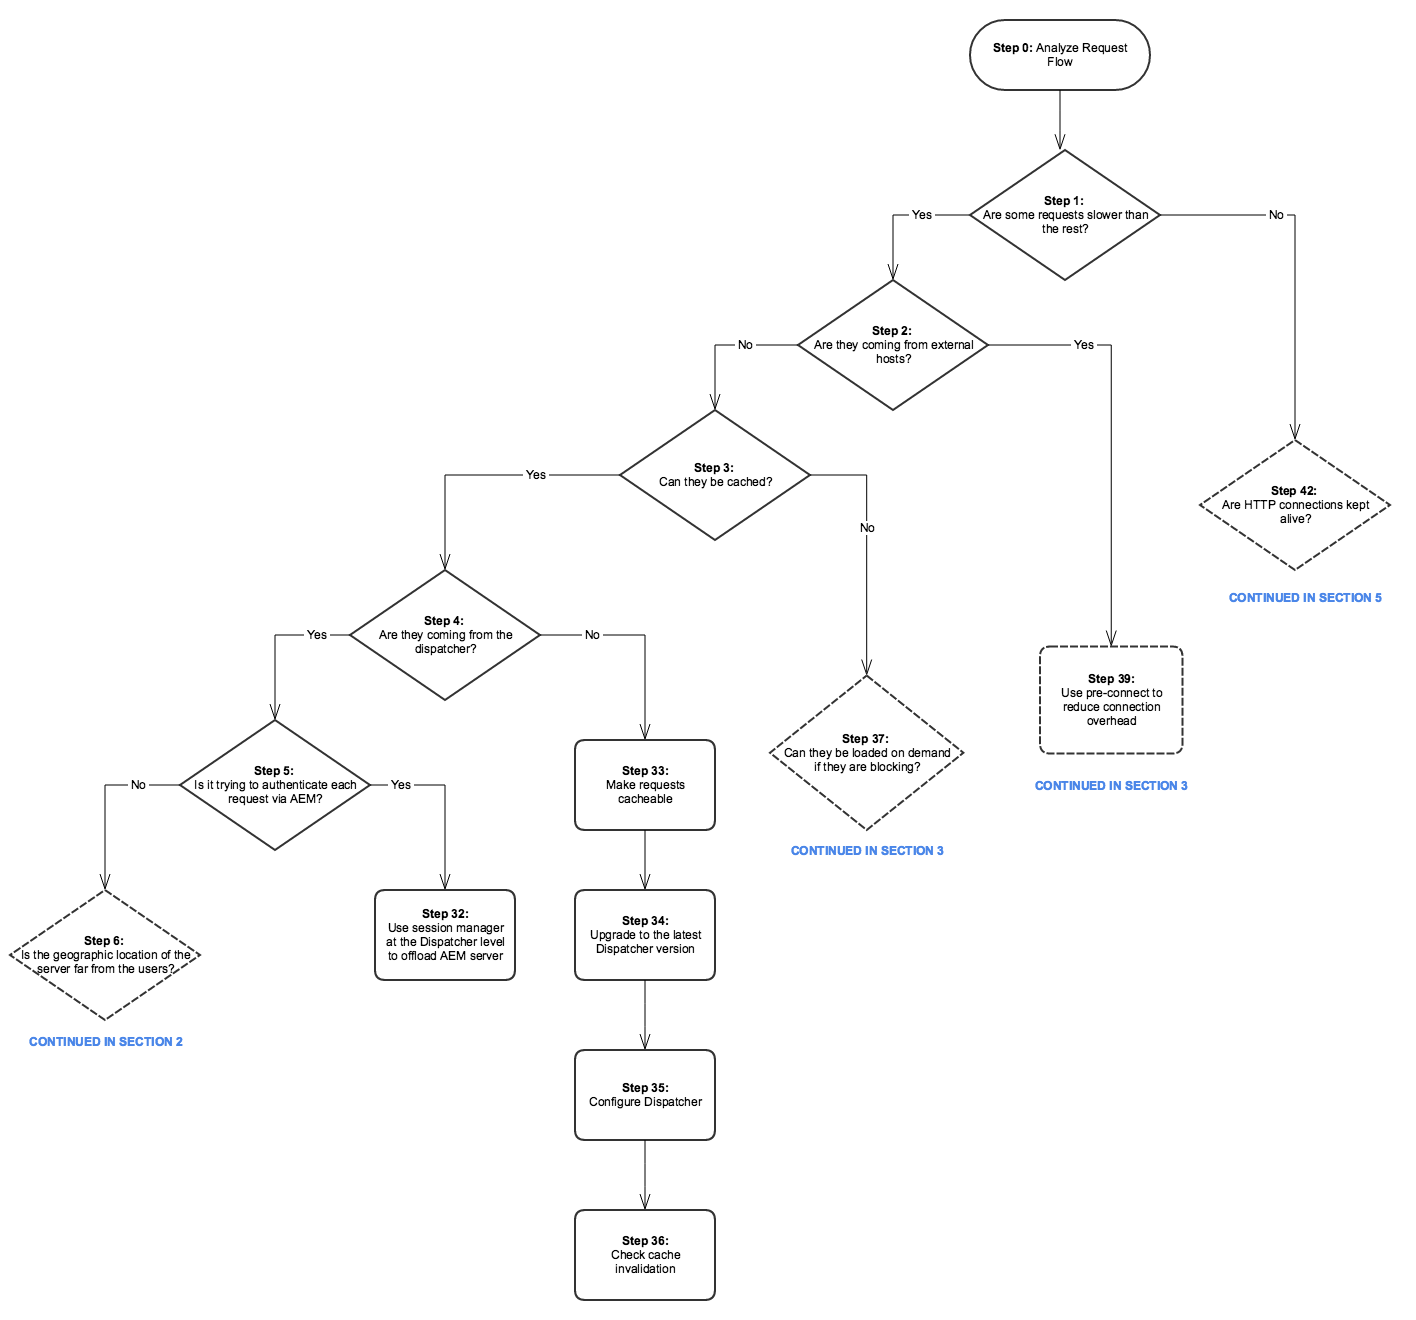 Step 0: Analyze Request
Flow
Step 1:
Are some requests slower than
the rest?
Yes
No
Step 2:
Are they coming from external
hosts?
No
Yes
Step 3:
Can they be cached?
Yes
No
Step 42:
Are HTTP connections kept
alive?
CONTINUED IN SECTION 5
Step 4:
Are they coming from the
dispatcher?
Yes
No
Step 39:
Use pre-connect to
reduce connection
overhead
CONTINUED IN SECTION 3
Step 37:
Can they be loaded on demand
if they are blocking?
CONTINUED IN SECTION 3
Step 5:
Is it trying to authenticate each
request via AEM?
No
Yes
Step 33:
Make requests
cacheable
Step 6:
Is the geographic location of the
server far from the users?
CONTINUED IN SECTION 2
Step 32:
Use session manager
at the Dispatcher level
to offload AEM server
Step 34:
Upgrade to the latest
Dispatcher version
Step 35:
Configure Dispatcher
Step 36:
Check cache
invalidation